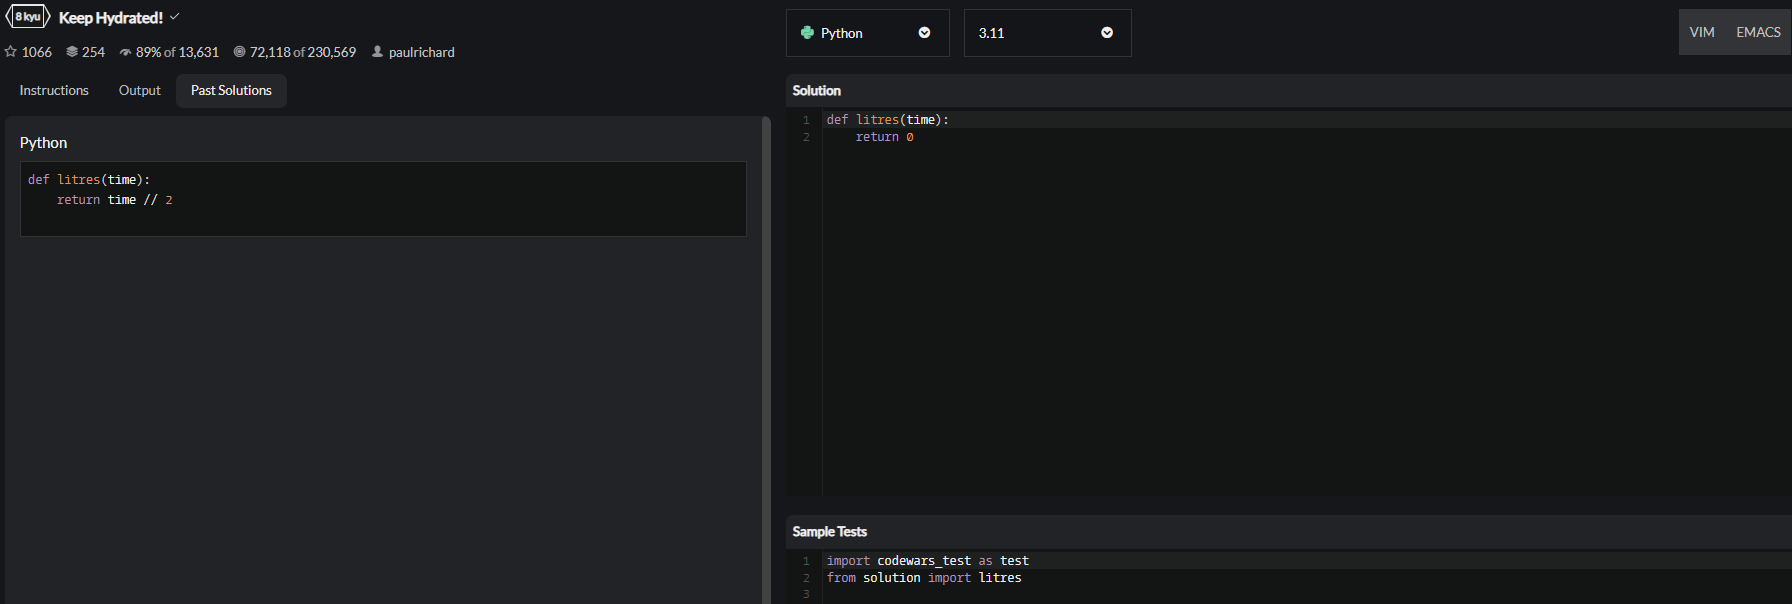 8 kyu Keep Hydrated!
1066 254 89% of 13,631 72,118 of 230,569 paulrichard
Instructions Output Past Solutions
Python
def litres(time):
    return time // 2
Python 3.11 VIM EMACS
Solution
1 def litres(time):
2     return 0
Sample Tests
1 import codewars_test as test
2 from solution import litres
3